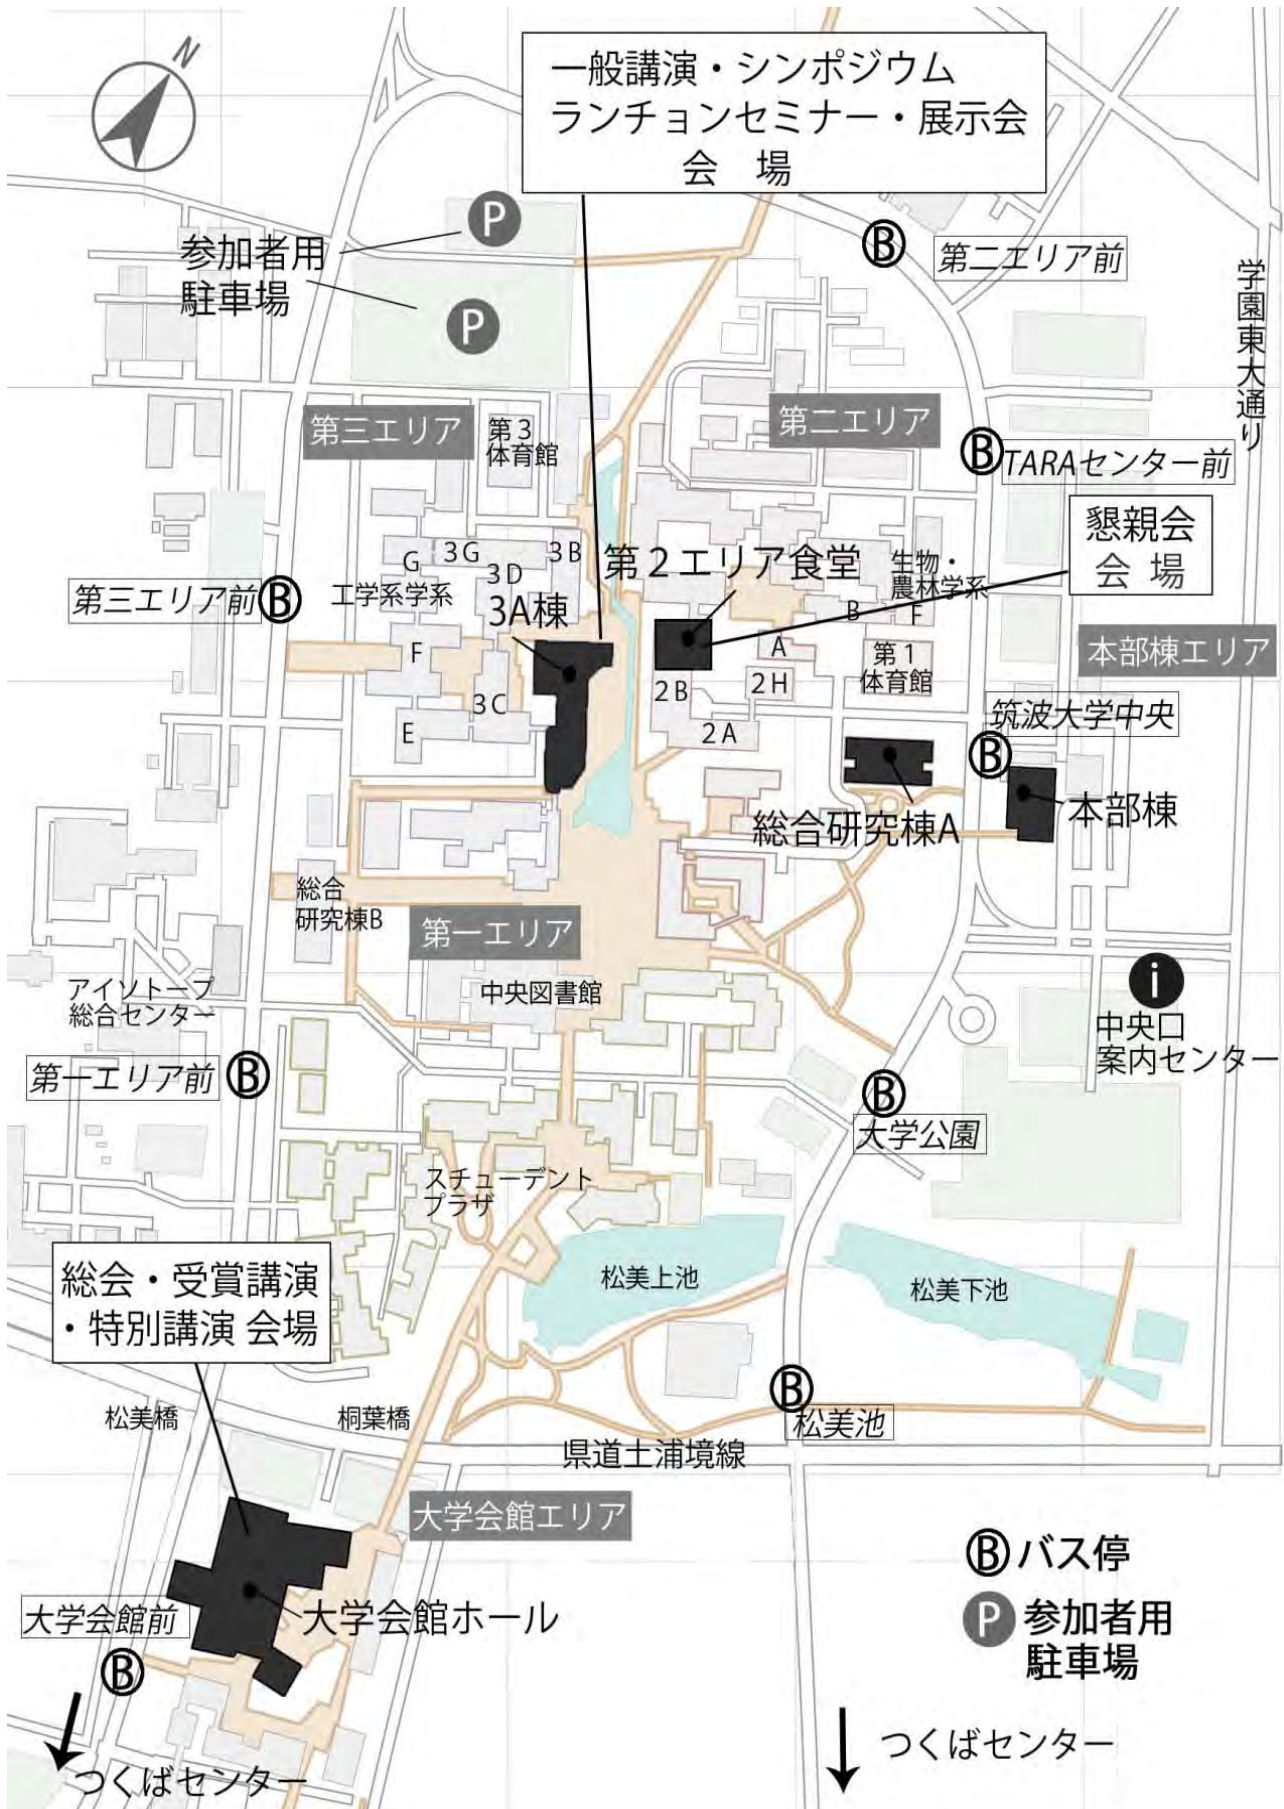 N
一般講演・シンポジウム
ランチョンセミナー・展示会
会　場
P
参加者用
駐車場
P
B
第二エリア前
学園東大通り
第三エリア
第３
体育館
第二エリア
B
TARAセンター前
懇親会
会 場
G
3G
3D
3B
第２エリア食堂
生物・
農林学系
工学系学系
3A棟
第三エリア前
B
B
F
F
A
第１
体育館
本部棟エリア
3C
2B
2H
E
2A
筑波大学中央
B
総合研究棟A
本部棟
総合
研究棟B
第一エリア
中央図書館
アイソトープ
総合センター
i
中央口
案内センター
第一エリア前
B
B
大学公園
スチューデント
プラザ
総会・受賞講演
・特別講演 会場
松美上池
松美下池
松美橋
桐葉橋
B
松美池
県道土浦境線
大学会館エリア
大学会館ホール
大学会館前
B
B バス停
P 参加者用
駐車場
つくばセンター
つくばセンター